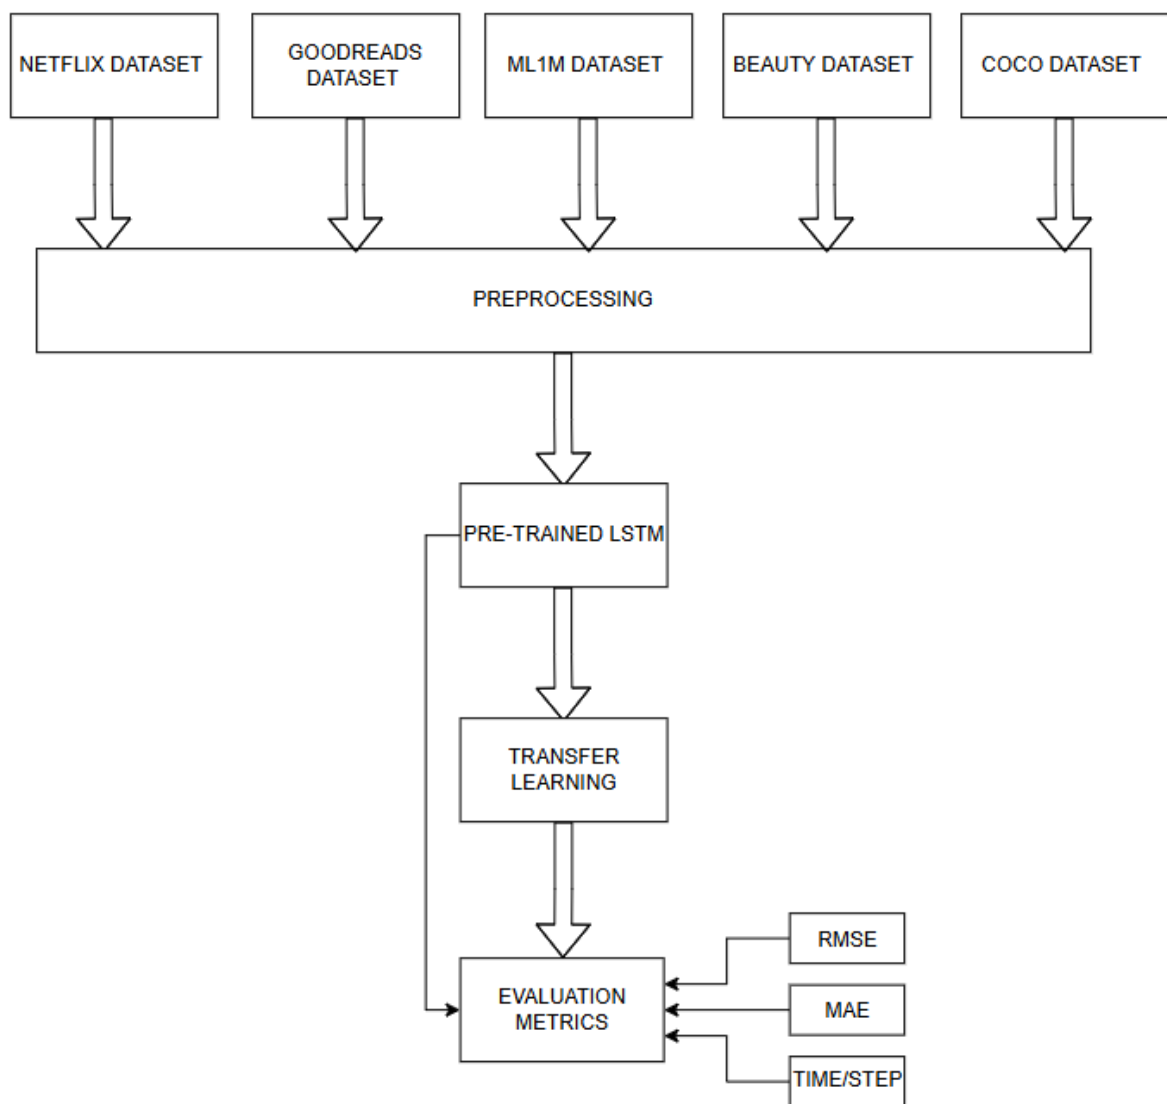 NETFLIX DATASET
GOODREADS
DATASET
ML1M DATASET
BEAUTY DATASET
COCO DATASET
PREPROCESSING
PRE-TRAINED LSTM
TRANSFER
LEARNING
EVALUATION
METRICS
RMSE
MAE
TIME/STEP